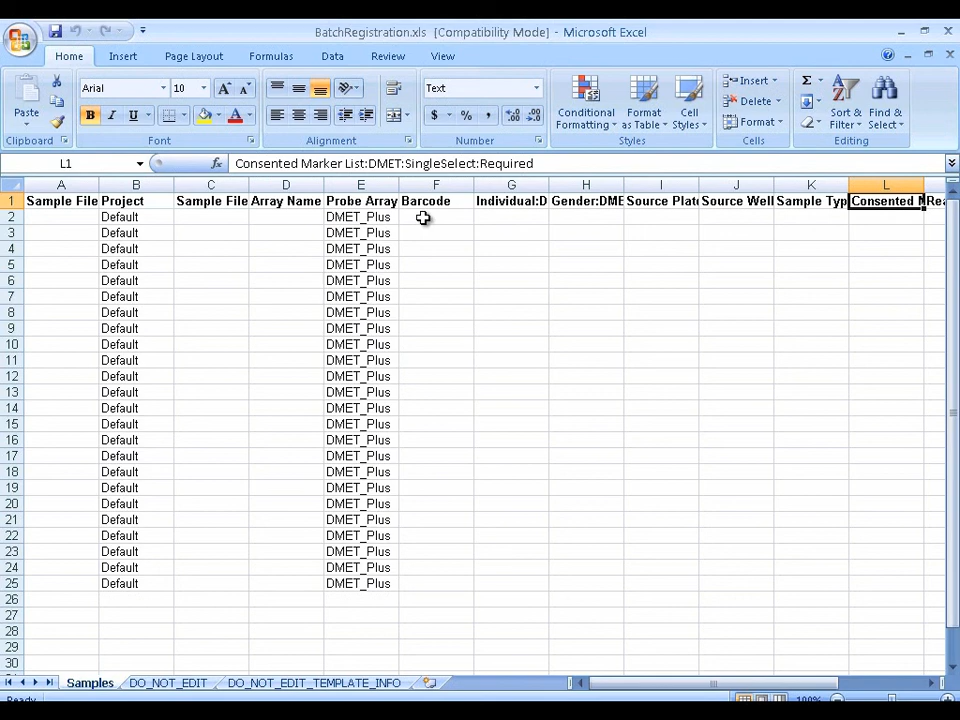 BatchRegistration.xls [Compatibility Mode] - Microsoft Excel
Home Insert Page Layout Formulas Data Review View
Paste
Arial 10 A A
B I U A
Text
$ % ,
Conditional Formatting
Format as Table
Cell Styles
Insert
Delete
Format
Σ
Sort & Filter
Find & Select
Clipboard Font Alignment Number Styles Cells Editing
L1 fx Consented Marker List:DMET:SingleSelect:Required
A B C D E F G H I J K L
1 Sample File Project Sample File Array Name Probe Array Barcode Individual:D Gender:DME Source Plat Source Well Sample Typ Consented M Rea
2 Default DMET_Plus
3 Default DMET_Plus
4 Default DMET_Plus
5 Default DMET_Plus
6 Default DMET_Plus
7 Default DMET_Plus
8 Default DMET_Plus
9 Default DMET_Plus
10 Default DMET_Plus
11 Default DMET_Plus
12 Default DMET_Plus
13 Default DMET_Plus
14 Default DMET_Plus
15 Default DMET_Plus
16 Default DMET_Plus
17 Default DMET_Plus
18 Default DMET_Plus
19 Default DMET_Plus
20 Default DMET_Plus
21 Default DMET_Plus
22 Default DMET_Plus
23 Default DMET_Plus
24 Default DMET_Plus
25 Default DMET_Plus
26
27
28
29
30
Samples DO_NOT_EDIT DO_NOT_EDIT_TEMPLATE_INFO
Ready 100%